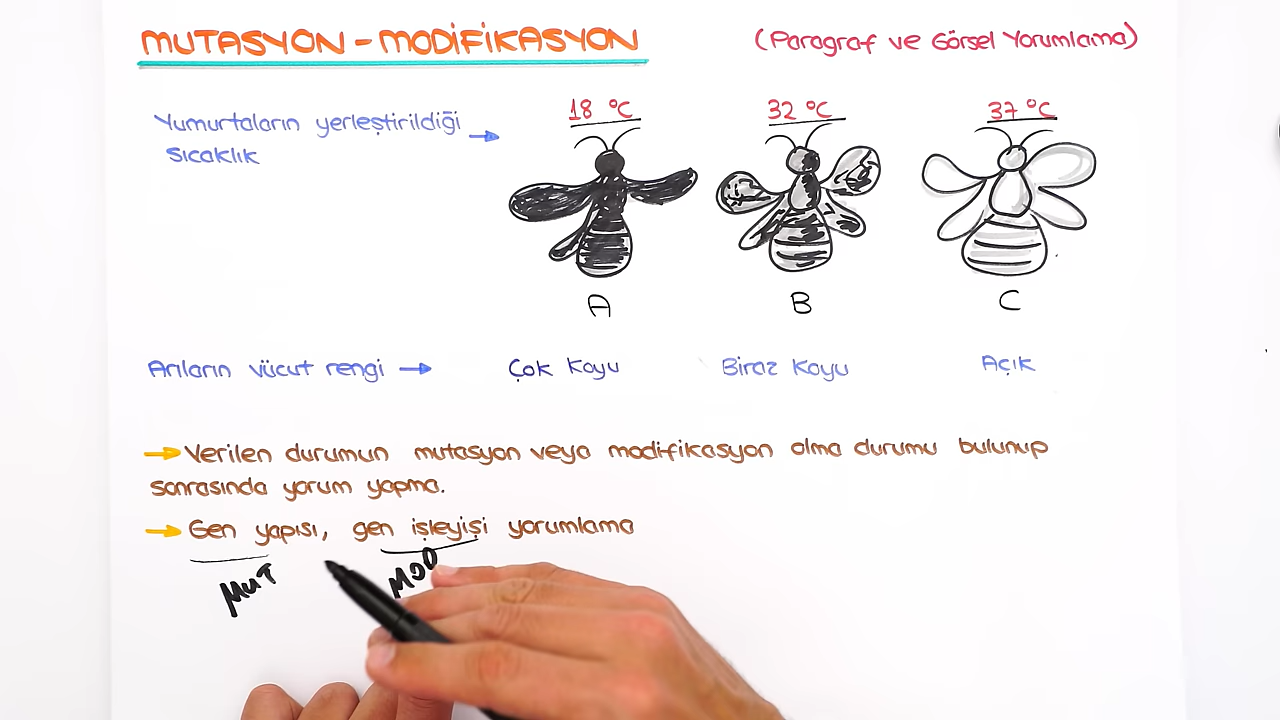 MUTASYON - MODİFİKASYON
(Paragraf ve Görsel Yorumlama)
Yumurtaların yerleştirildiği
sıcaklık
18 °C
32 °C
37 °C
A
B
C
Arıların vücut rengi →
Çok Koyu
Biraz Koyu
Açık
→ Verilen durumun mutasyon veya modifikasyon olma durumu bulunup
sonrasında yorum yapma.
→ Gen yapısı, gen işleyişi yorumlama
MUT
MOD